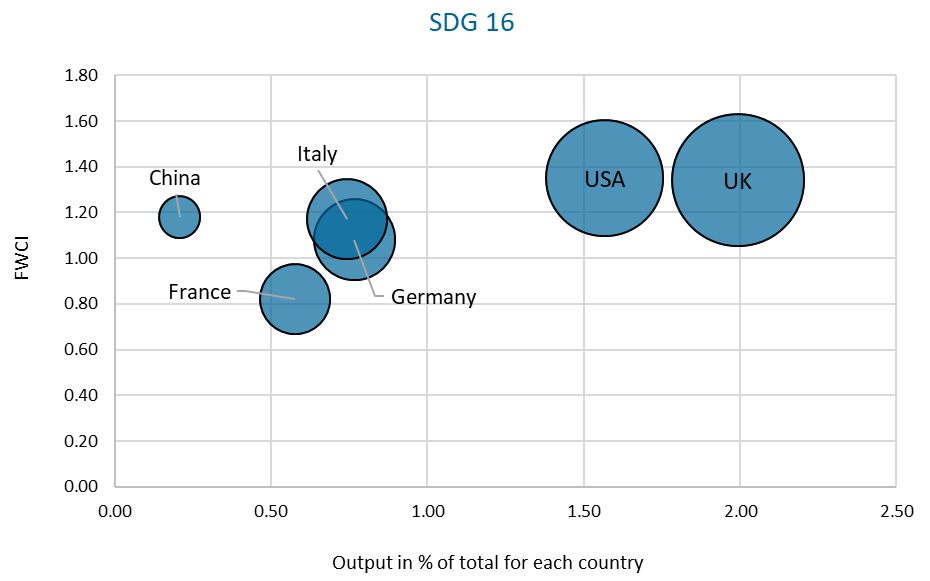 SDG 16
1.80
1.60
1.40
1.20
1.00
0.80
0.60
0.40
0.20
0.00
FWCI
China
Italy
USA
UK
France
Germany
0.00 0.50 1.00 1.50 2.00 2.50
Output in % of total for each country